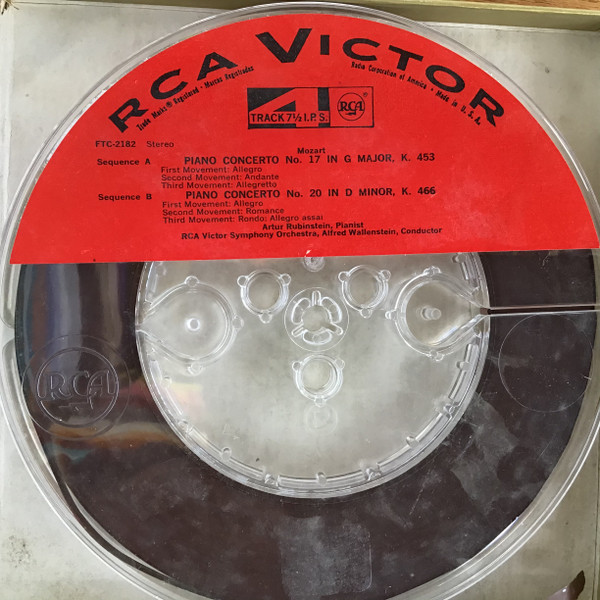 RCA VICTOR
Trade Marks ® Registered · Marcas Registradas
Radio Corporation of America · Made in U.S.A.
4
TRACK 7½ I.P.S.
RCA
FTC-2182 Stereo
Mozart
Sequence A PIANO CONCERTO No. 17 IN G MAJOR, K. 453
First Movement: Allegro
Second Movement: Andante
Third Movement: Allegretto
Sequence B PIANO CONCERTO No. 20 IN D MINOR, K. 466
First Movement: Allegro
Second Movement: Romance
Third Movement: Rondo: Allegro assai
Artur Rubinstein, Pianist
RCA Victor Symphony Orchestra, Alfred Wallenstein, Conductor
RCA